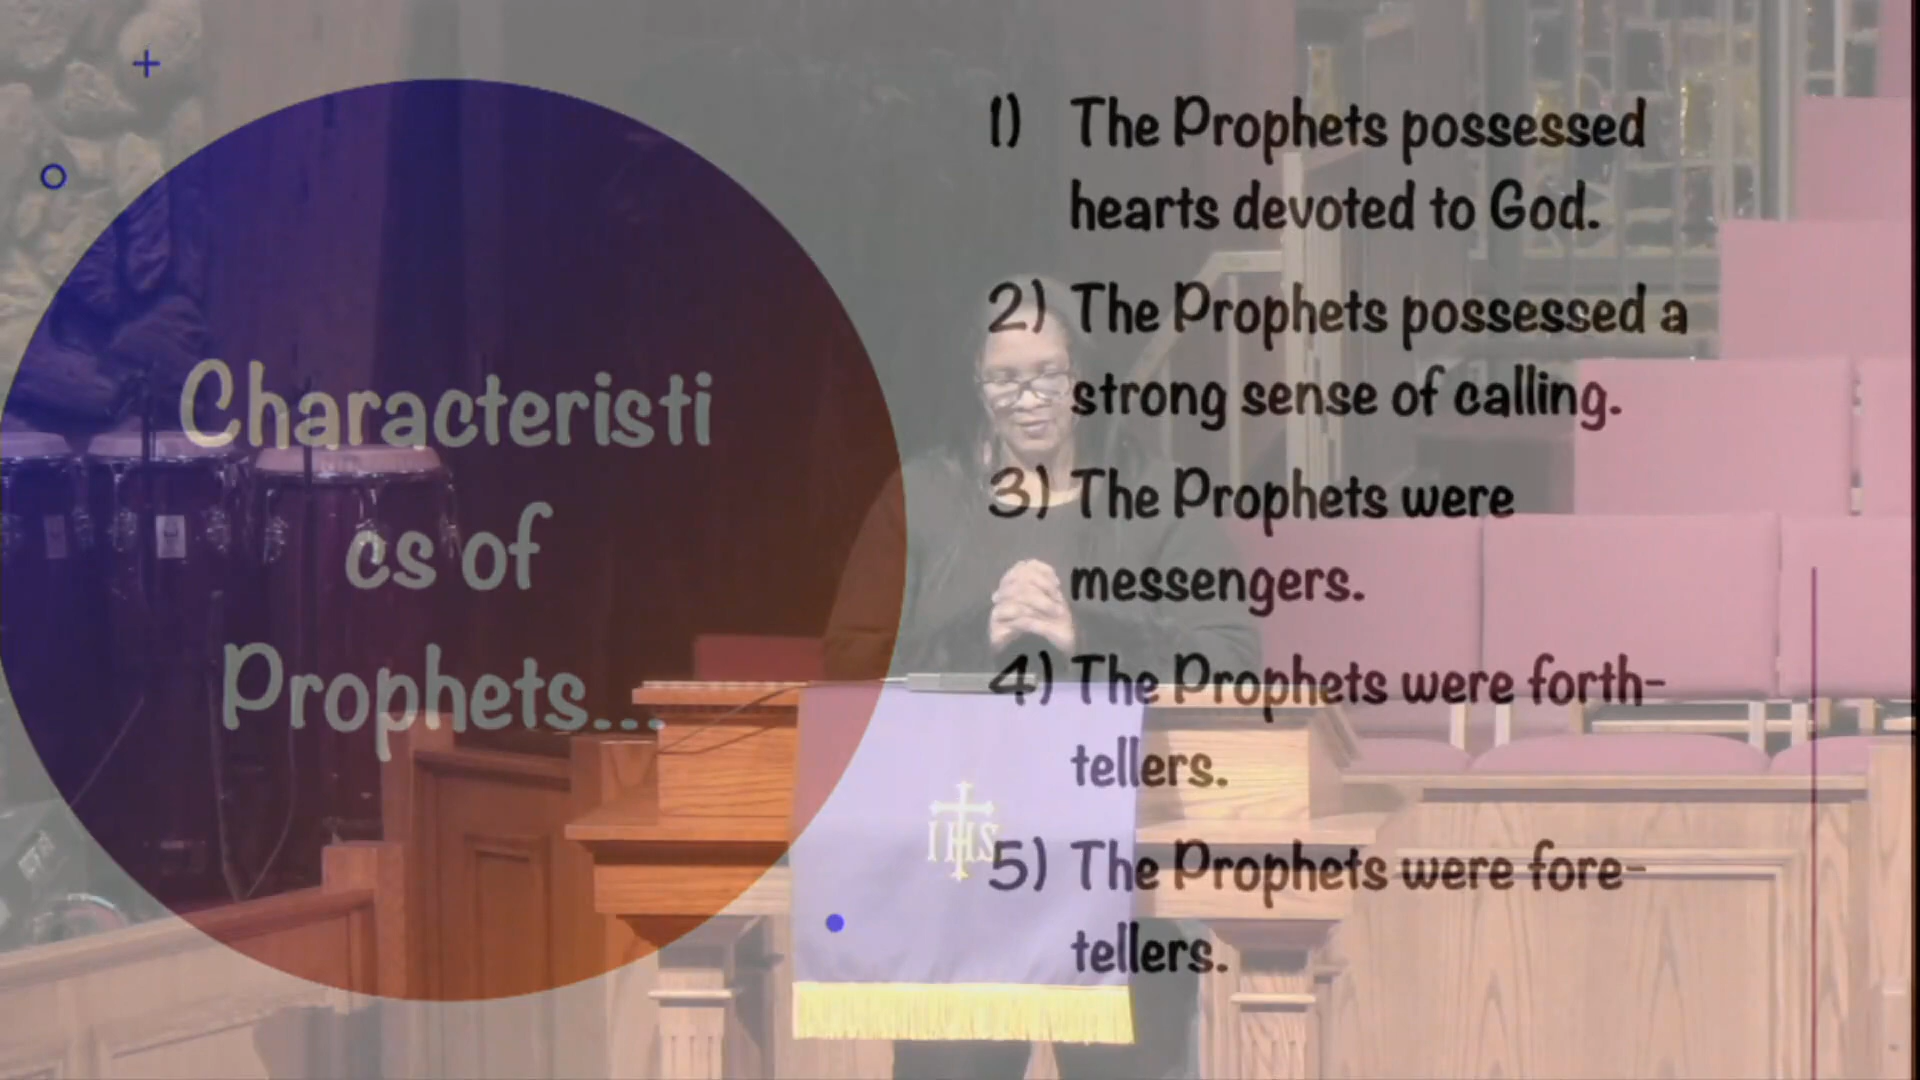 Characteristi
cs of
Prophets...
1) The Prophets possessed
hearts devoted to God.
2) The Prophets possessed a
strong sense of calling.
3) The Prophets were
messengers.
4) The Prophets were forth-
tellers.
5) The Prophets were fore-
tellers.
IHS